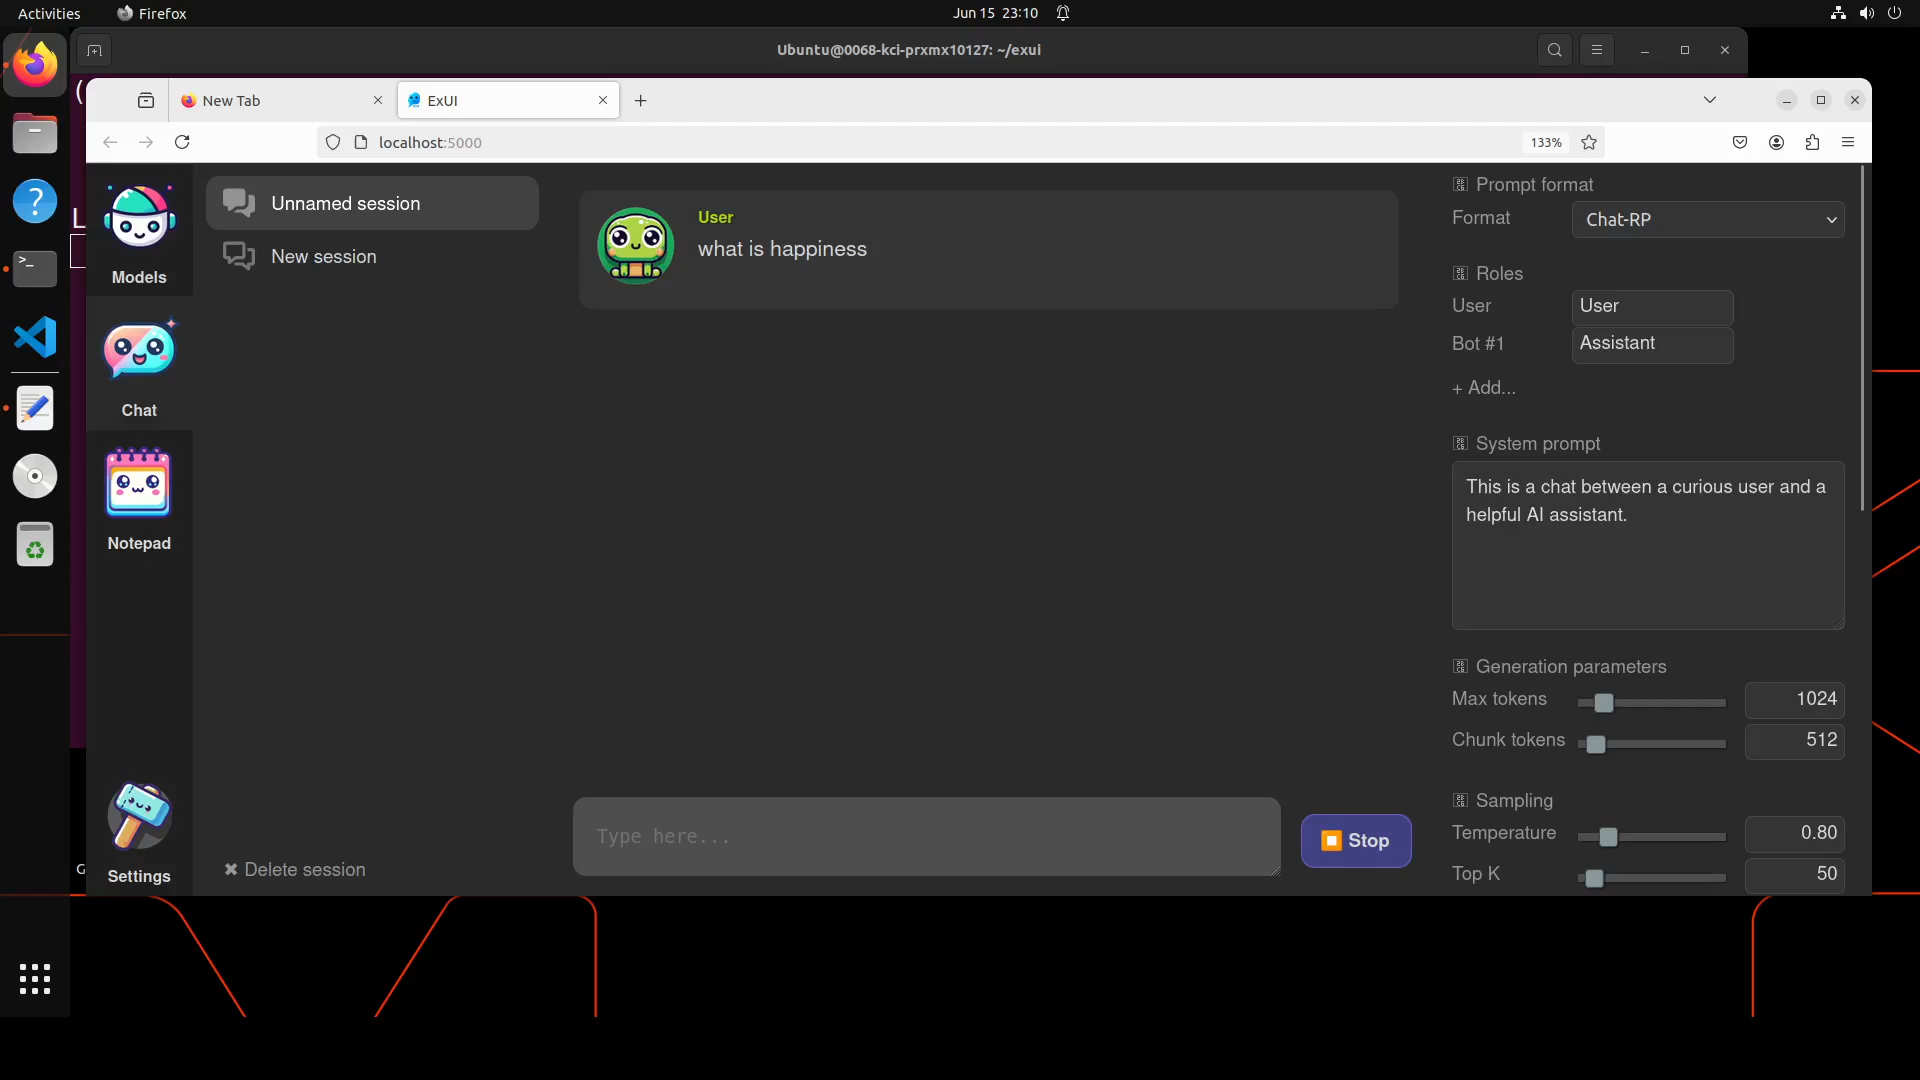 Activities
Firefox
Jun 15 23:10
Ubuntu@0068-kci-prxmx10127: ~/exui
New Tab
ExUI
localhost:5000
133%
Models
Chat
Notepad
Settings
Unnamed session
New session
✖ Delete session
User
what is happiness
Type here...
Stop
Prompt format
Format
Chat-RP
Roles
User
User
Bot #1
Assistant
+ Add...
System prompt
This is a chat between a curious user and a
helpful AI assistant.
Generation parameters
Max tokens
1024
Chunk tokens
512
Sampling
Temperature
0.80
Top K
50